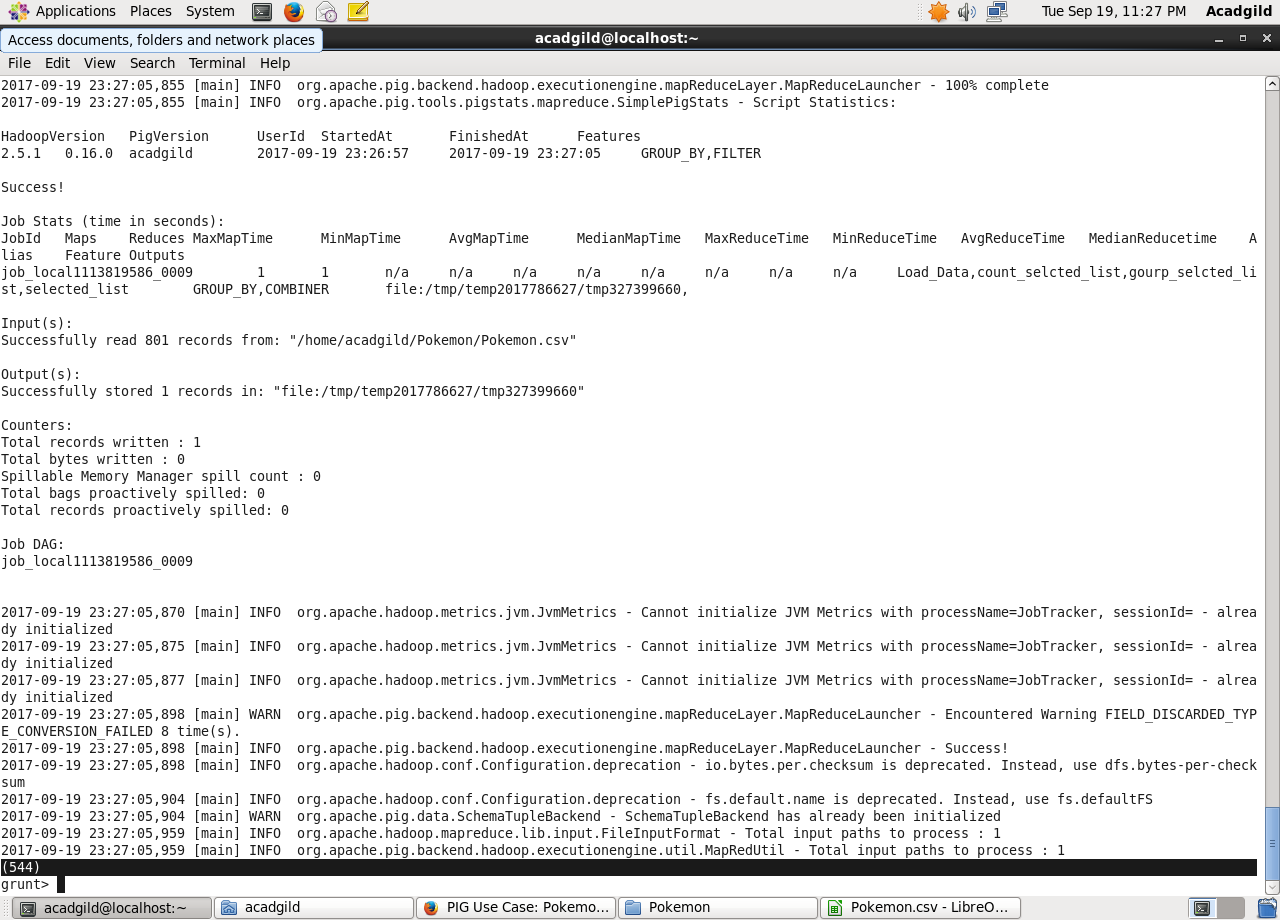 Applications Places System Tue Sep 19, 11:27 PM Acadgild
Access documents, folders and network places
acadgild@localhost:~
File Edit View Search Terminal Help
2017-09-19 23:27:05,855 [main] INFO  org.apache.pig.backend.hadoop.executionengine.mapReduceLayer.MapReduceLauncher - 100% complete
2017-09-19 23:27:05,855 [main] INFO  org.apache.pig.tools.pigstats.mapreduce.SimplePigStats - Script Statistics:
HadoopVersion   PigVersion      UserId  StartedAt       FinishedAt      Features
2.5.1   0.16.0  acadgild        2017-09-19 23:26:57     2017-09-19 23:27:05     GROUP_BY,FILTER
Success!
Job Stats (time in seconds):
JobId   Maps    Reduces MaxMapTime      MinMapTime      AvgMapTime      MedianMapTime   MaxReduceTime   MinReduceTime   AvgReduceTime   MedianReducetime    A
lias    Feature Outputs
job_local1113819586_0009        1       1       n/a     n/a     n/a     n/a     n/a     n/a     n/a     n/a     Load_Data,count_selcted_list,gourp_selcted_li
st,selected_list        GROUP_BY,COMBINER       file:/tmp/temp2017786627/tmp327399660,
Input(s):
Successfully read 801 records from: "/home/acadgild/Pokemon/Pokemon.csv"
Output(s):
Successfully stored 1 records in: "file:/tmp/temp2017786627/tmp327399660"
Counters:
Total records written : 1
Total bytes written : 0
Spillable Memory Manager spill count : 0
Total bags proactively spilled: 0
Total records proactively spilled: 0
Job DAG:
job_local1113819586_0009
2017-09-19 23:27:05,870 [main] INFO  org.apache.hadoop.metrics.jvm.JvmMetrics - Cannot initialize JVM Metrics with processName=JobTracker, sessionId= - alrea
dy initialized
2017-09-19 23:27:05,875 [main] INFO  org.apache.hadoop.metrics.jvm.JvmMetrics - Cannot initialize JVM Metrics with processName=JobTracker, sessionId= - alrea
dy initialized
2017-09-19 23:27:05,877 [main] INFO  org.apache.hadoop.metrics.jvm.JvmMetrics - Cannot initialize JVM Metrics with processName=JobTracker, sessionId= - alrea
dy initialized
2017-09-19 23:27:05,898 [main] WARN  org.apache.pig.backend.hadoop.executionengine.mapReduceLayer.MapReduceLauncher - Encountered Warning FIELD_DISCARDED_TYP
E_CONVERSION_FAILED 8 time(s).
2017-09-19 23:27:05,898 [main] INFO  org.apache.pig.backend.hadoop.executionengine.mapReduceLayer.MapReduceLauncher - Success!
2017-09-19 23:27:05,898 [main] INFO  org.apache.hadoop.conf.Configuration.deprecation - io.bytes.per.checksum is deprecated. Instead, use dfs.bytes-per-check
sum
2017-09-19 23:27:05,904 [main] INFO  org.apache.hadoop.conf.Configuration.deprecation - fs.default.name is deprecated. Instead, use fs.defaultFS
2017-09-19 23:27:05,904 [main] WARN  org.apache.pig.data.SchemaTupleBackend - SchemaTupleBackend has already been initialized
2017-09-19 23:27:05,959 [main] INFO  org.apache.hadoop.mapreduce.lib.input.FileInputFormat - Total input paths to process : 1
2017-09-19 23:27:05,959 [main] INFO  org.apache.pig.backend.hadoop.executionengine.util.MapRedUtil - Total input paths to process : 1
(544)
grunt>
acadgild@localhost:~ acadgild PIG Use Case: Pokemo... Pokemon Pokemon.csv - LibreO...